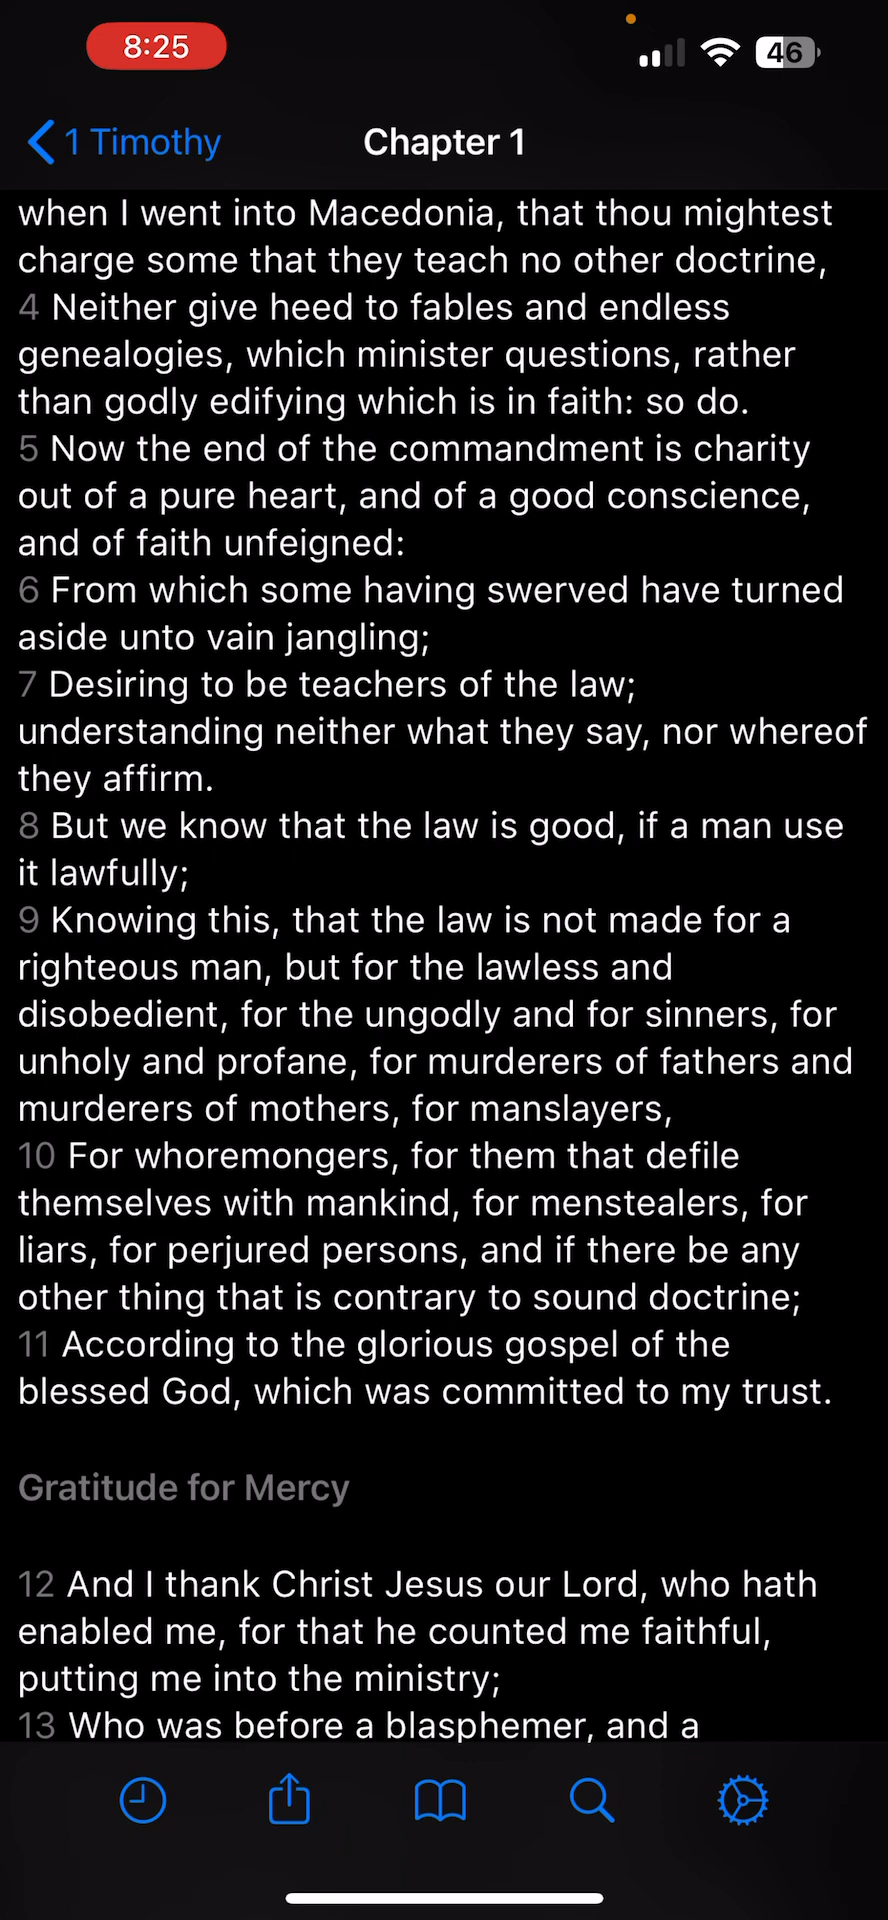 8:25
46
1 Timothy
Chapter 1
when I went into Macedonia, that thou mightest
charge some that they teach no other doctrine,
4 Neither give heed to fables and endless
genealogies, which minister questions, rather
than godly edifying which is in faith: so do.
5 Now the end of the commandment is charity
out of a pure heart, and of a good conscience,
and of faith unfeigned:
6 From which some having swerved have turned
aside unto vain jangling;
7 Desiring to be teachers of the law;
understanding neither what they say, nor whereof
they affirm.
8 But we know that the law is good, if a man use
it lawfully;
9 Knowing this, that the law is not made for a
righteous man, but for the lawless and
disobedient, for the ungodly and for sinners, for
unholy and profane, for murderers of fathers and
murderers of mothers, for manslayers,
10 For whoremongers, for them that defile
themselves with mankind, for menstealers, for
liars, for perjured persons, and if there be any
other thing that is contrary to sound doctrine;
11 According to the glorious gospel of the
blessed God, which was committed to my trust.
Gratitude for Mercy
12 And I thank Christ Jesus our Lord, who hath
enabled me, for that he counted me faithful,
putting me into the ministry;
13 Who was before a blasphemer, and a